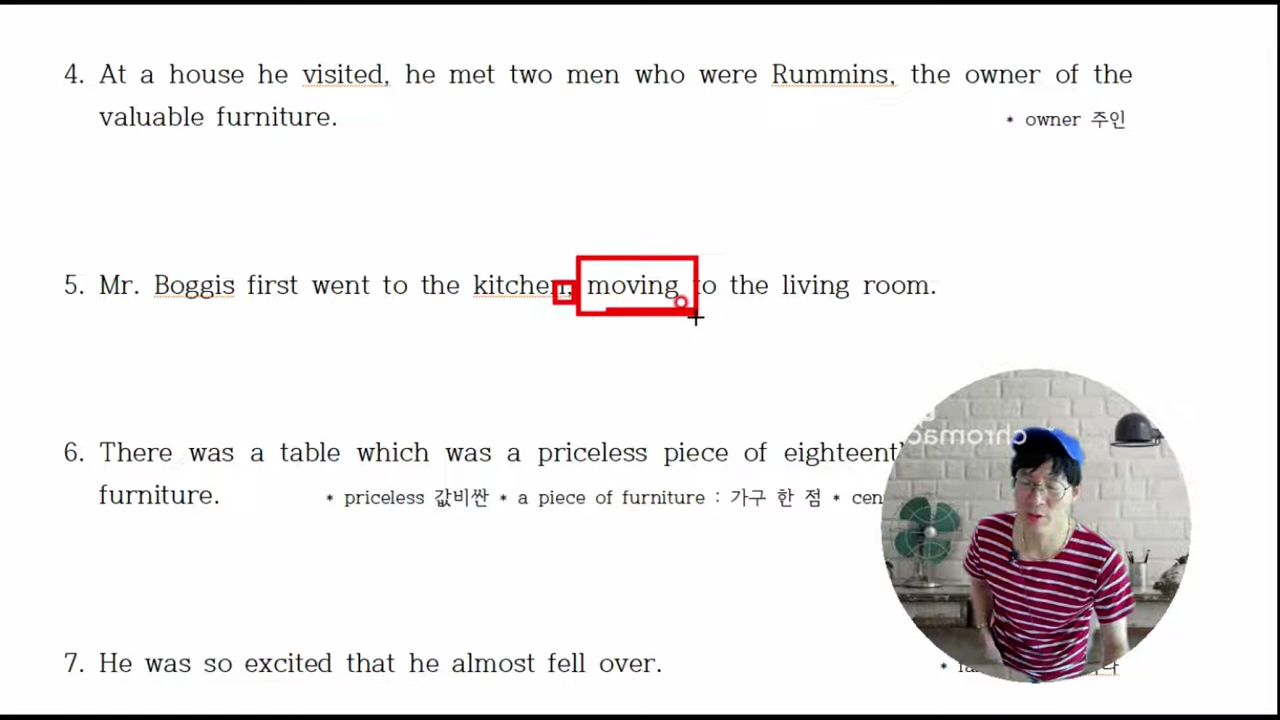 4. At a house he visited, he met two men who were Rummins, the owner of the
valuable furniture. * owner 주인
5. Mr. Boggis first went to the kitchen, moving to the living room.
6. There was a table which was a priceless piece of
furniture. * priceless 값비싼 * a piece of furniture : 가구 한 점 *
7. He was so excited that he almost fell over. *